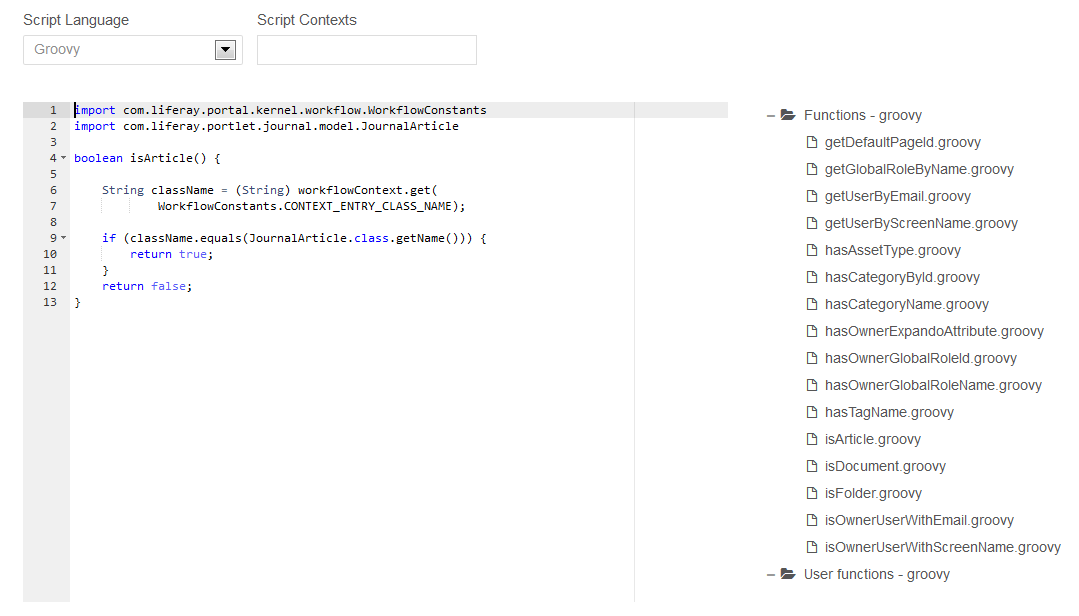 Script Language
Script Contexts
Groovy
1 import com.liferay.portal.kernel.workflow.WorkflowConstants
2 import com.liferay.portlet.journal.model.JournalArticle
3
4 boolean isArticle() {
5
6 String className = (String) workflowContext.get(
7 WorkflowConstants.CONTEXT_ENTRY_CLASS_NAME);
8
9 if (className.equals(JournalArticle.class.getName())) {
10 return true;
11 }
12 return false;
13 }
Functions - groovy
getDefaultPageId.groovy
getGlobalRoleByName.groovy
getUserByEmail.groovy
getUserByScreenName.groovy
hasAssetType.groovy
hasCategoryById.groovy
hasCategoryName.groovy
hasOwnerExpandoAttribute.groovy
hasOwnerGlobalRoleId.groovy
hasOwnerGlobalRoleName.groovy
hasTagName.groovy
isArticle.groovy
isDocument.groovy
isFolder.groovy
isOwnerUserWithEmail.groovy
isOwnerUserWithScreenName.groovy
User functions - groovy